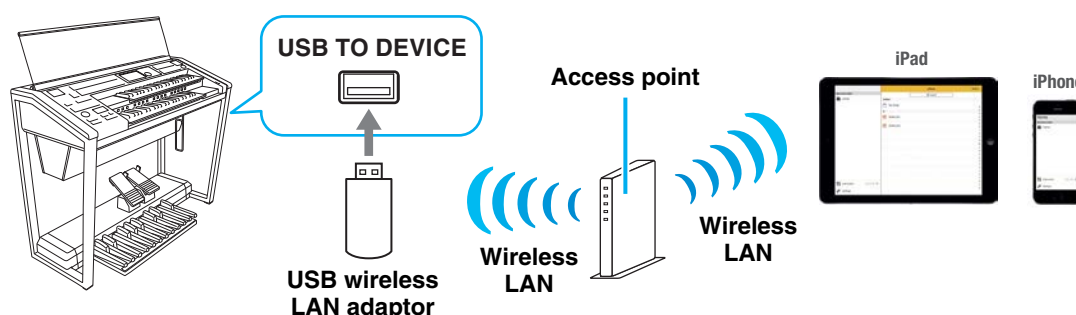 USB TO DEVICE
USB wireless
LAN adaptor
Access point
Wireless
LAN
Wireless
LAN
iPad
iPhone